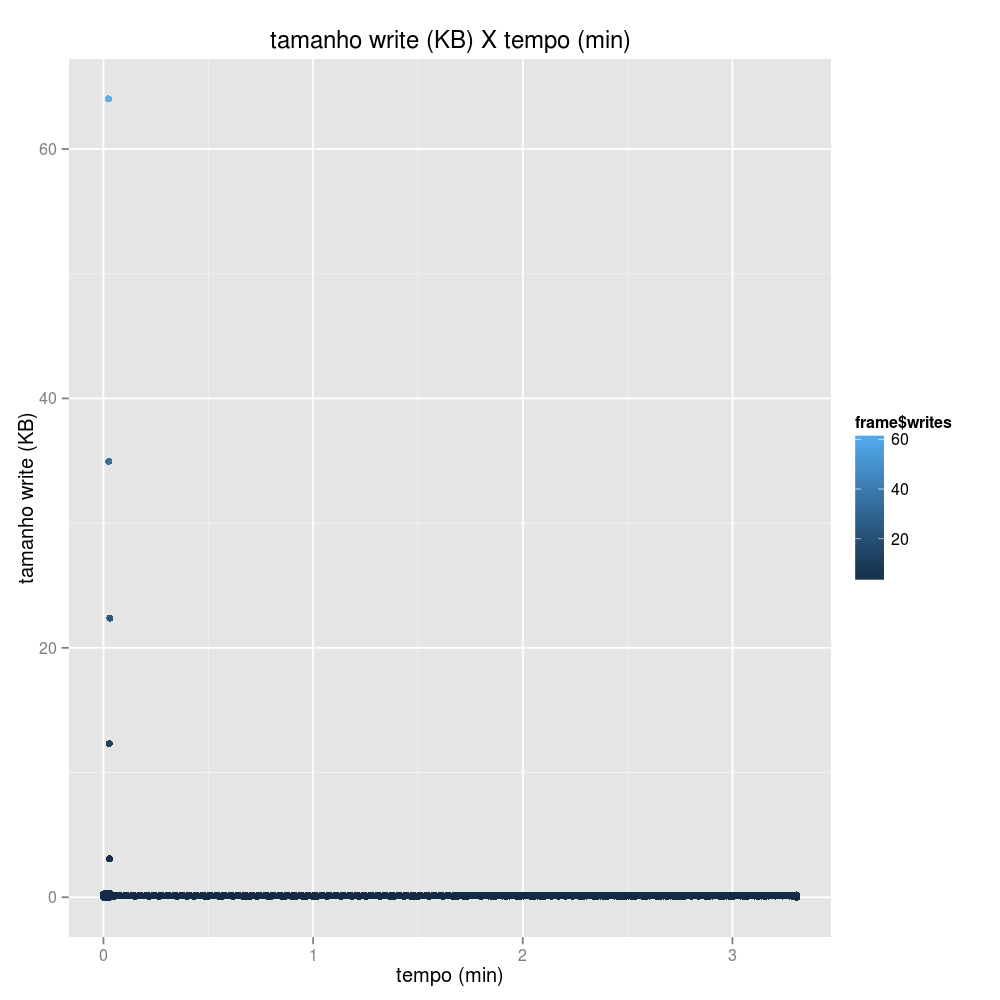 tamanho write (KB) X tempo (min)
tamanho write (KB)
60
40
20
0
0 1 2 3
tempo (min)
frame$writes
60
40
20